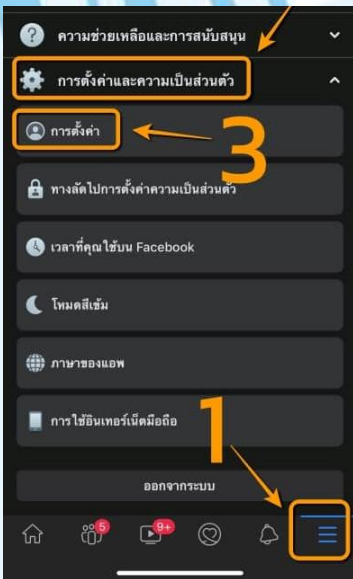 ความช่วยเหลือและการสนับสนุน
การตั้งค่าและความเป็นส่วนตัว
การตั้งค่า
3
ทางลัดไปการตั้งค่าความเป็นส่วนตัว
เวลาที่คุณใช้บน Facebook
โหมดสีเข้ม
ภาษาของแอพ
การใช้อินเทอร์เน็ตมือถือ
1
ออกจากระบบ
5
9+